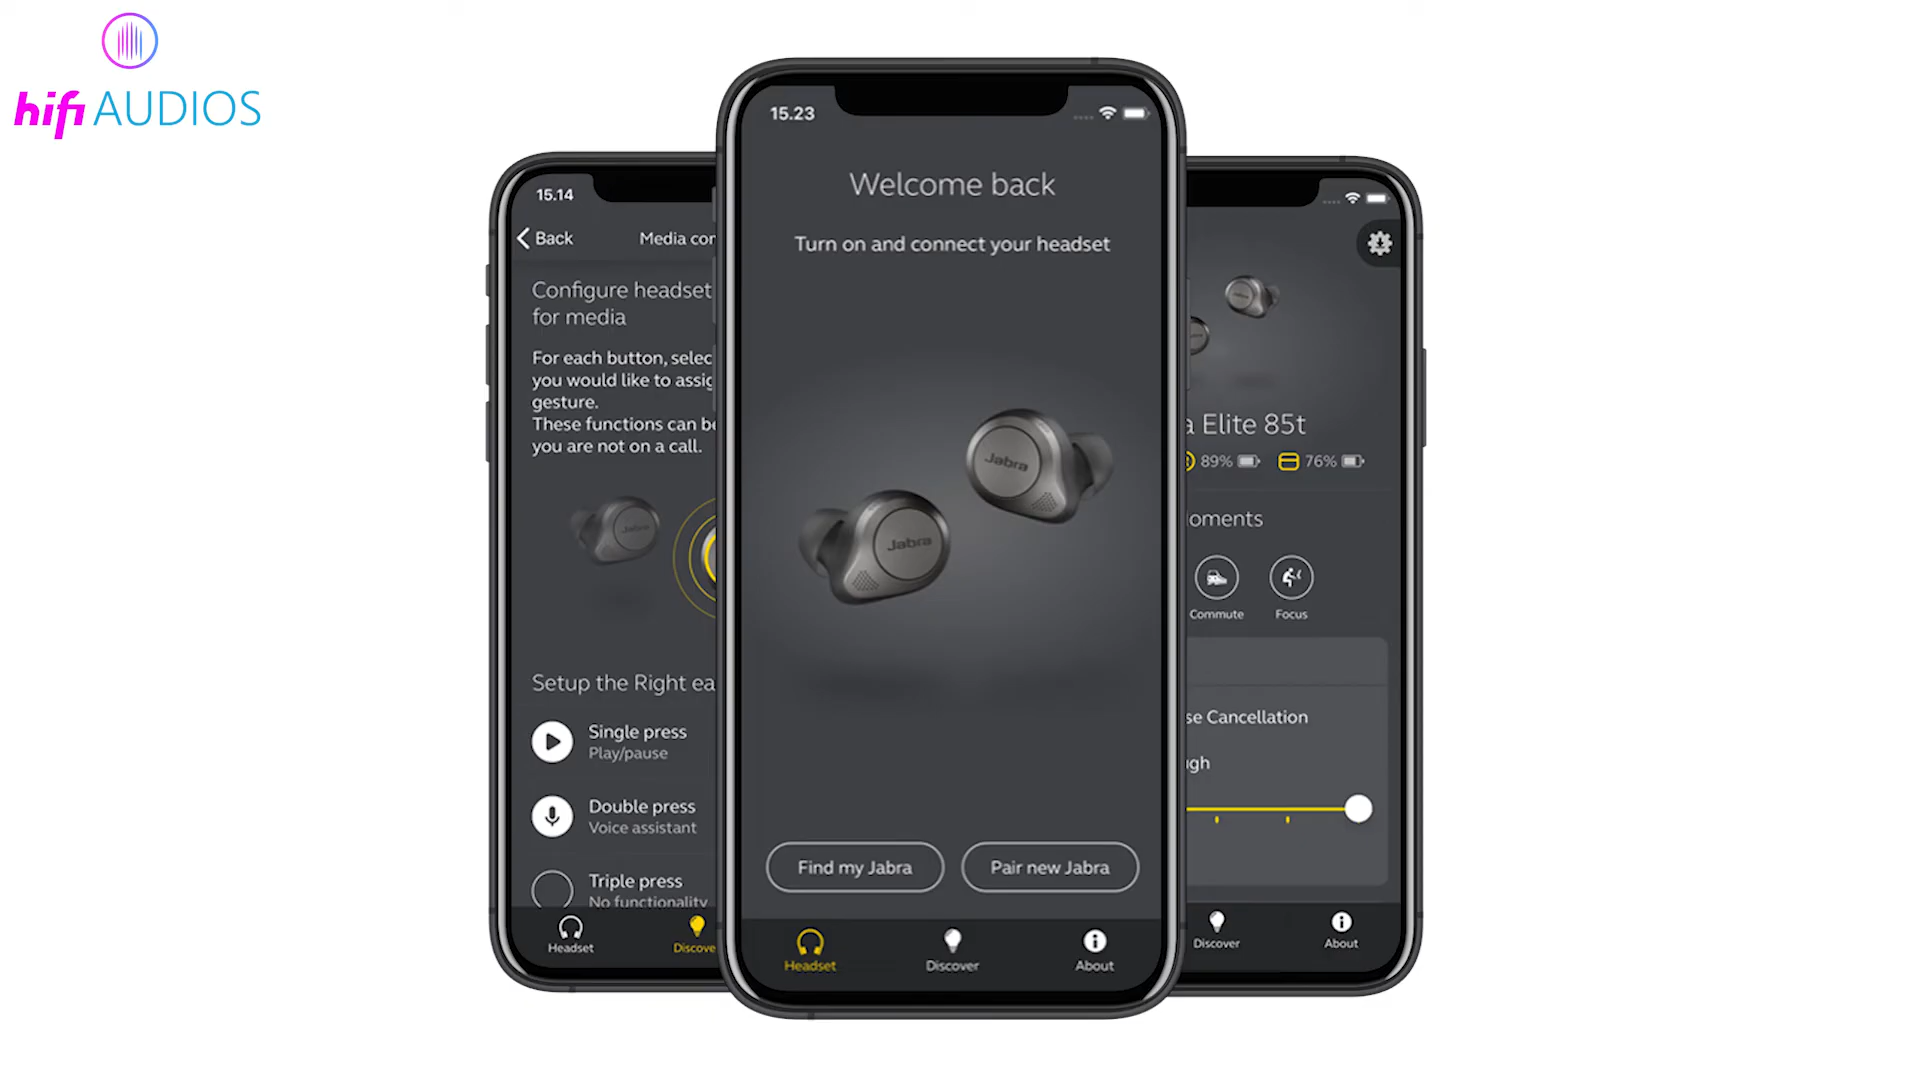 hifi AUDIOS
15.14
Back
Media con
Configure headset
for media
For each button, selec
you would like to assig
gesture.
These functions can be
you are not on a call.
Setup the Right ea
Single press
Play/pause
Double press
Voice assistant
Triple press
No functionality
Headset
Discove
15.23
Welcome back
Turn on and connect your headset
Jabra
Jabra
Find my Jabra
Pair new Jabra
Headset
Discover
About
a Elite 85t
89%
76%
Moments
Commute
Focus
se Cancellation
ugh
Discover
About